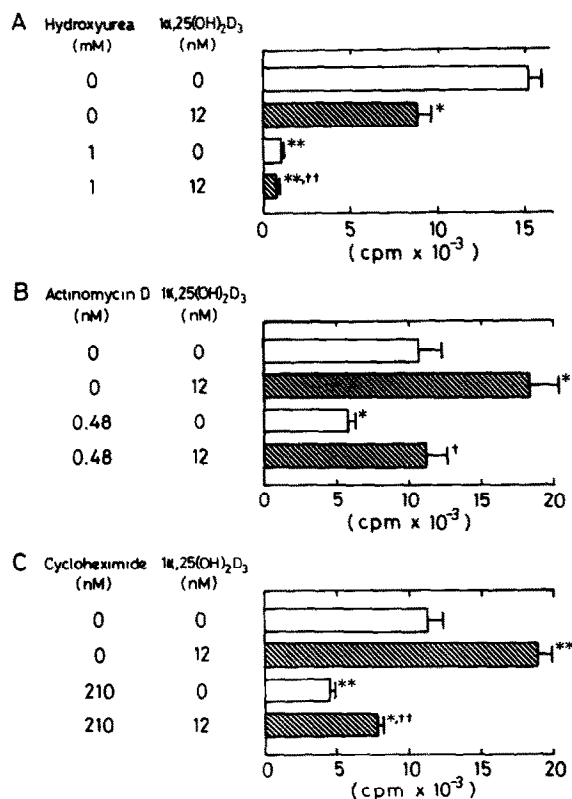 A Hydroxyurea 1α,25(OH)₂D₃
(mM) (nM)
0 0
0 12 *
1 0 **
1 12 **,††
0 5 10 15
(cpm x 10⁻³)
B Actinomycin D 1α,25(OH)₂D₃
(nM) (nM)
0 0
0 12 *
0.48 0 *
0.48 12 †
0 5 10 15 20
(cpm x 10⁻³)
C Cycloheximide 1α,25(OH)₂D₃
(nM) (nM)
0 0
0 12 **
210 0 **
210 12 *,††
0 5 10 15 20
(cpm x 10⁻³)